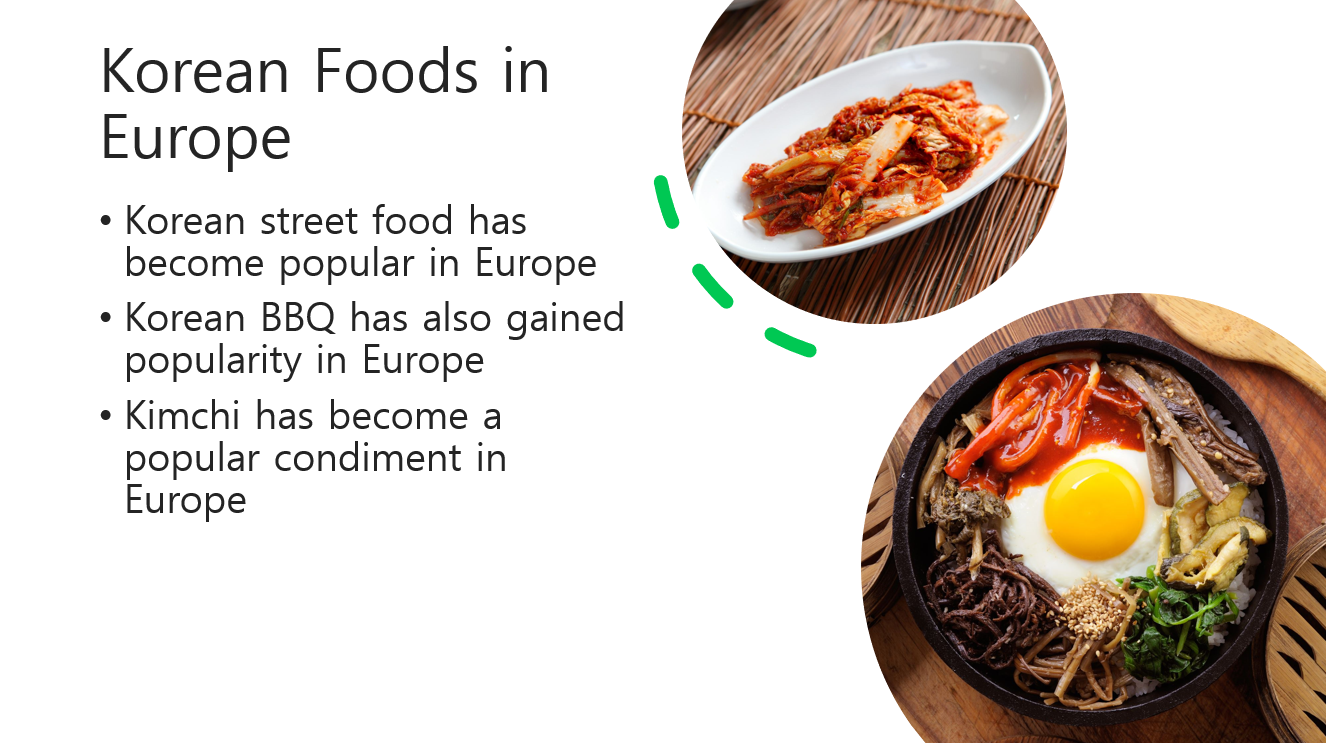 Korean Foods in
Europe
• Korean street food has
become popular in Europe
• Korean BBQ has also gained
popularity in Europe
• Kimchi has become a
popular condiment in
Europe